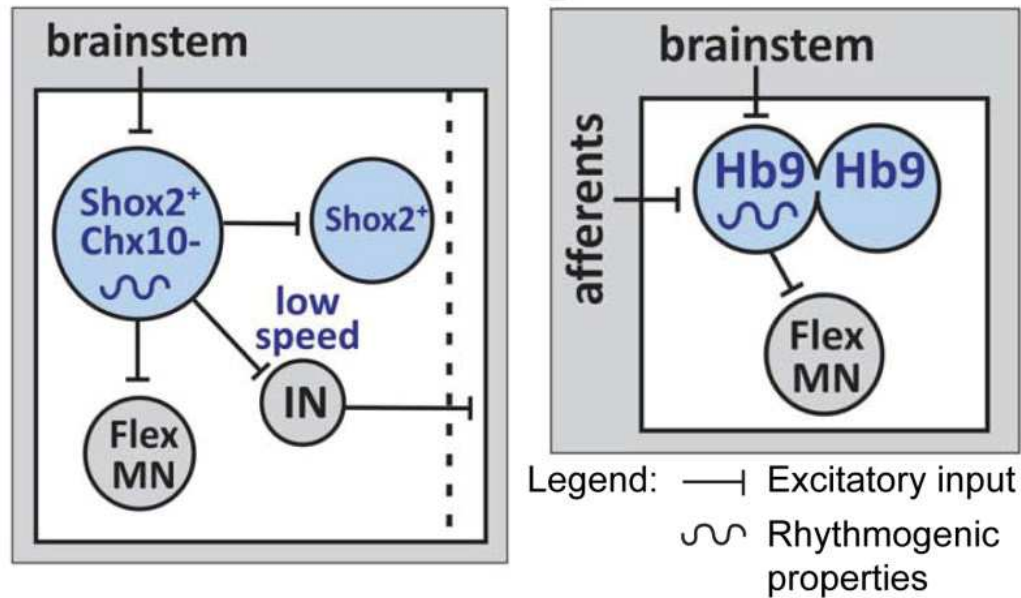 brainstem
Shox2⁺
Chx10-
Shox2⁺
low
speed
IN
Flex
MN
brainstem
afferents
Hb9
Hb9
Flex
MN
Legend:
Excitatory input
Rhythmogenic
properties